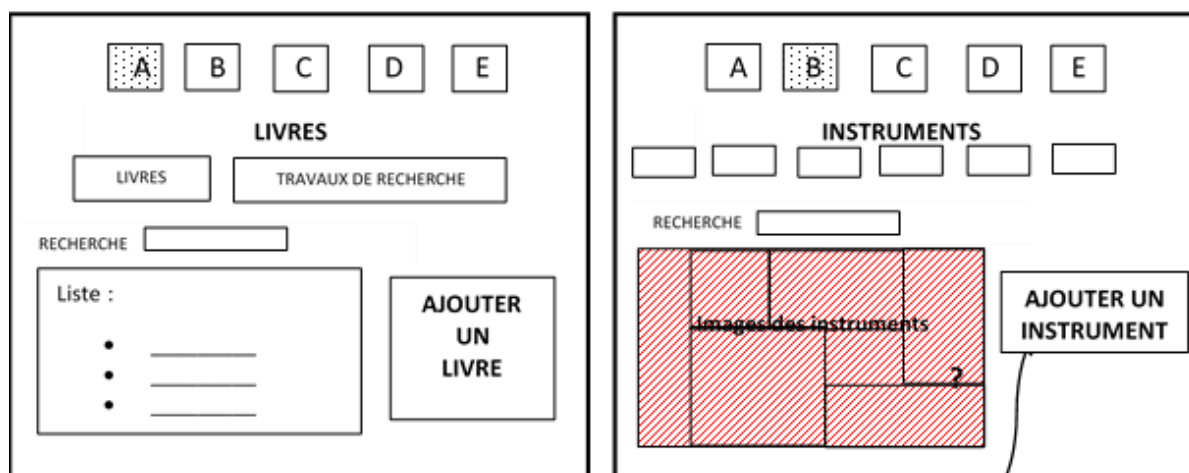 A B C D E
LIVRES
LIVRES TRAVAUX DE RECHERCHE
RECHERCHE
Liste :
AJOUTER
UN
LIVRE
A B C D E
INSTRUMENTS
RECHERCHE
Images des instruments
?
AJOUTER UN
INSTRUMENT